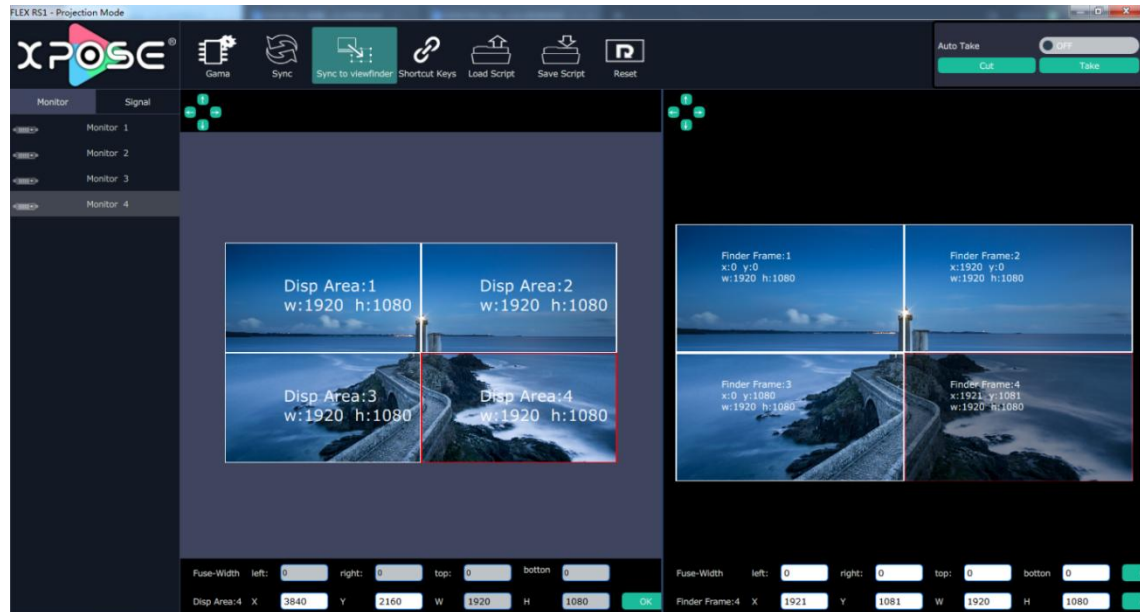 FLEX RS1 - Projection Mode
XPOSE®
Gama
Sync
Sync to viewfinder
Shortcut Keys
Load Script
Save Script
Reset
Auto Take
OFF
Cut
Take
Monitor
Signal
Monitor 1
Monitor 2
Monitor 3
Monitor 4
Disp Area:1
w:1920 h:1080
Disp Area:2
w:1920 h:1080
Disp Area:3
w:1920 h:1080
Disp Area:4
w:1920 h:1080
Finder Frame:1
x:0 y:0
w:1920 h:1080
Finder Frame:2
x:1920 y:0
w:1920 h:1080
Finder Frame:3
x:0 y:1080
w:1920 h:1080
Finder Frame:4
x:1921 y:1081
w:1920 h:1080
Fuse-Width left: 0 right: 0 top: 0 botton 0
Disp Area:4 X 3840 Y 2160 W 1920 H 1080 OK
Fuse-Width left: 0 right: 0 top: 0 botton 0
Finder Frame:4 X 1921 Y 1081 W 1920 H 1080